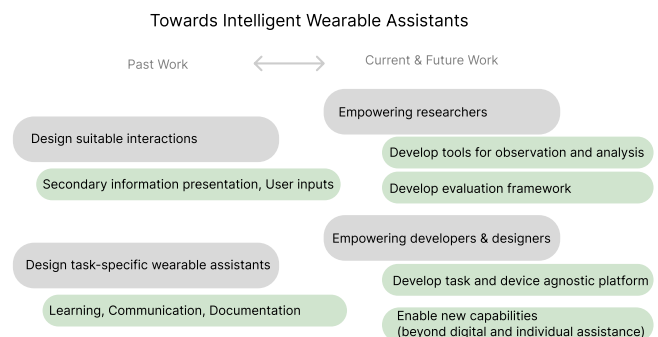 Towards Intelligent Wearable Assistants
Past Work
Current & Future Work
Design suitable interactions
Secondary information presentation, User inputs
Design task-specific wearable assistants
Learning, Communication, Documentation
Empowering researchers
Develop tools for observation and analysis
Develop evaluation framework
Empowering developers & designers
Develop task and device agnostic platform
Enable new capabilities
(beyond digital and individual assistance)